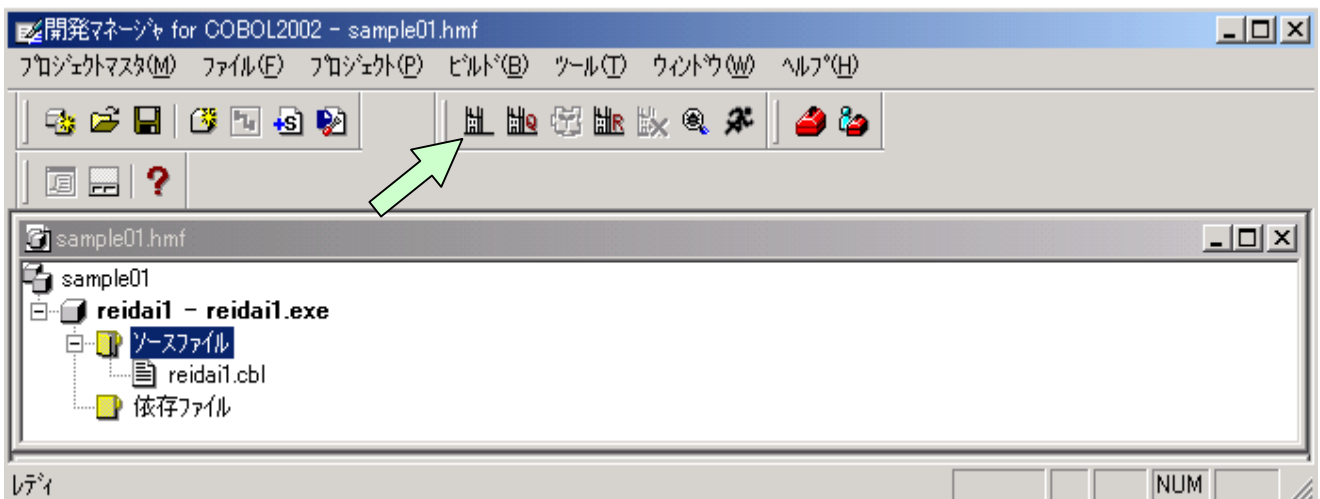 開発ﾏﾈｰｼﾞｬ for COBOL2002 - sample01.hmf
ﾌﾟﾛｼﾞｪｸﾄﾏｽﾀ(M) ﾌｧｲﾙ(F) ﾌﾟﾛｼﾞｪｸﾄ(P) ﾋﾞﾙﾄﾞ(B) ﾂｰﾙ(T) ｳｨﾝﾄﾞｳ(W) ﾍﾙﾌﾟ(H)
sample01.hmf
sample01
reidai1 - reidai1.exe
ｿｰｽﾌｧｲﾙ
reidai1.cbl
依存ﾌｧｲﾙ
ﾚﾃﾞｨ NUM